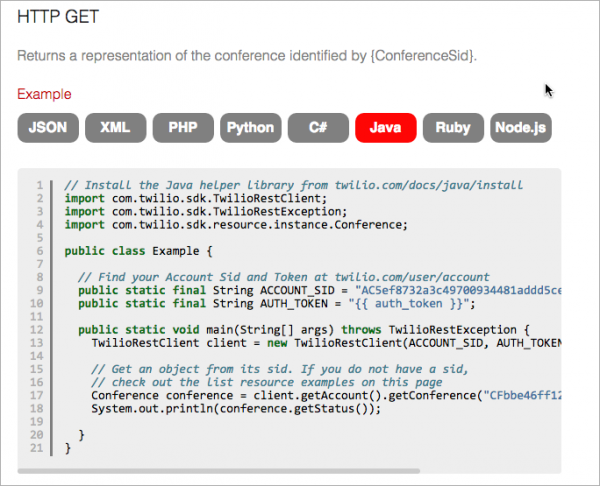 HTTP GET
Returns a representation of the conference identified by {ConferenceSid}.
Example
JSON XML PHP Python C# Java Ruby Node.js
1 // Install the Java helper library from twilio.com/docs/java/install
2 import com.twilio.sdk.TwilioRestClient;
3 import com.twilio.sdk.TwilioRestException;
4 import com.twilio.sdk.resource.instance.Conference;
5
6 public class Example {
7
8 // Find your Account Sid and Token at twilio.com/user/account
9 public static final String ACCOUNT_SID = "AC5ef8732a3c49700934481addd5ce
10 public static final String AUTH_TOKEN = "{{ auth_token }}";
11
12 public static void main(String[] args) throws TwilioRestException {
13 TwilioRestClient client = new TwilioRestClient(ACCOUNT_SID, AUTH_TOKEN
14
15 // Get an object from its sid. If you do not have a sid,
16 // check out the list resource examples on this page
17 Conference conference = client.getAccount().getConference("CFbbe46ff12
18 System.out.println(conference.getStatus());
19
20 }
21 }